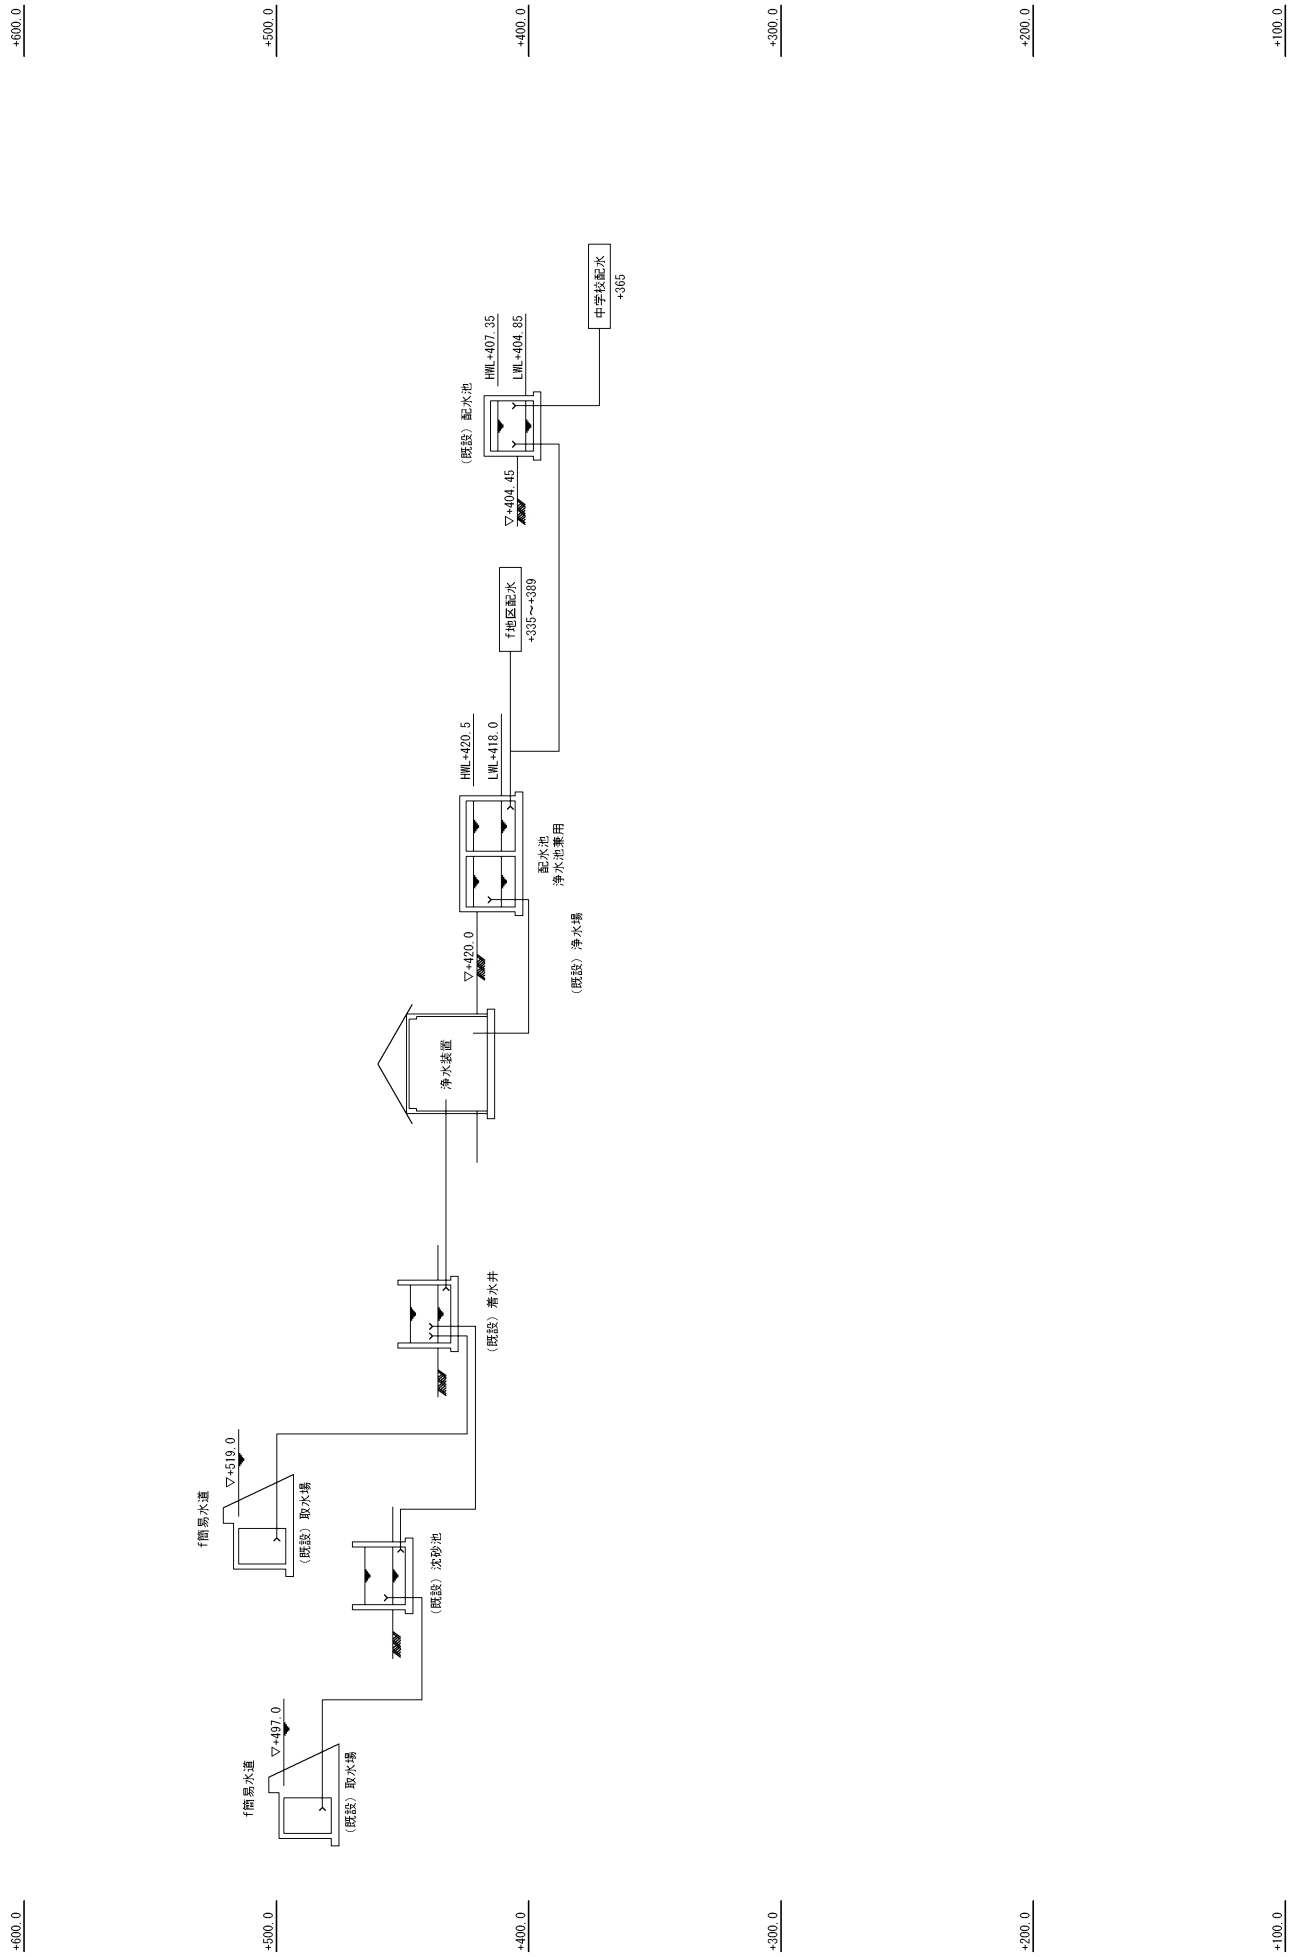 +600.0
+500.0
+400.0
+300.0
+200.0
+100.0
f簡易水道
▽+497.0
(既設) 取水場
f簡易水道
▽+519.0
(既設) 取水場
(既設) 沈砂池
(既設) 着水井
浄水装置
▽+420.0
(既設) 浄水場
配水池
浄水池兼用
HWL+420.5
LWL+418.0
f地区配水
+335~+389
▽+404.45
(既設) 配水池
HWL+407.35
LWL+404.85
中学校配水
+365
+600.0
+500.0
+400.0
+300.0
+200.0
+100.0